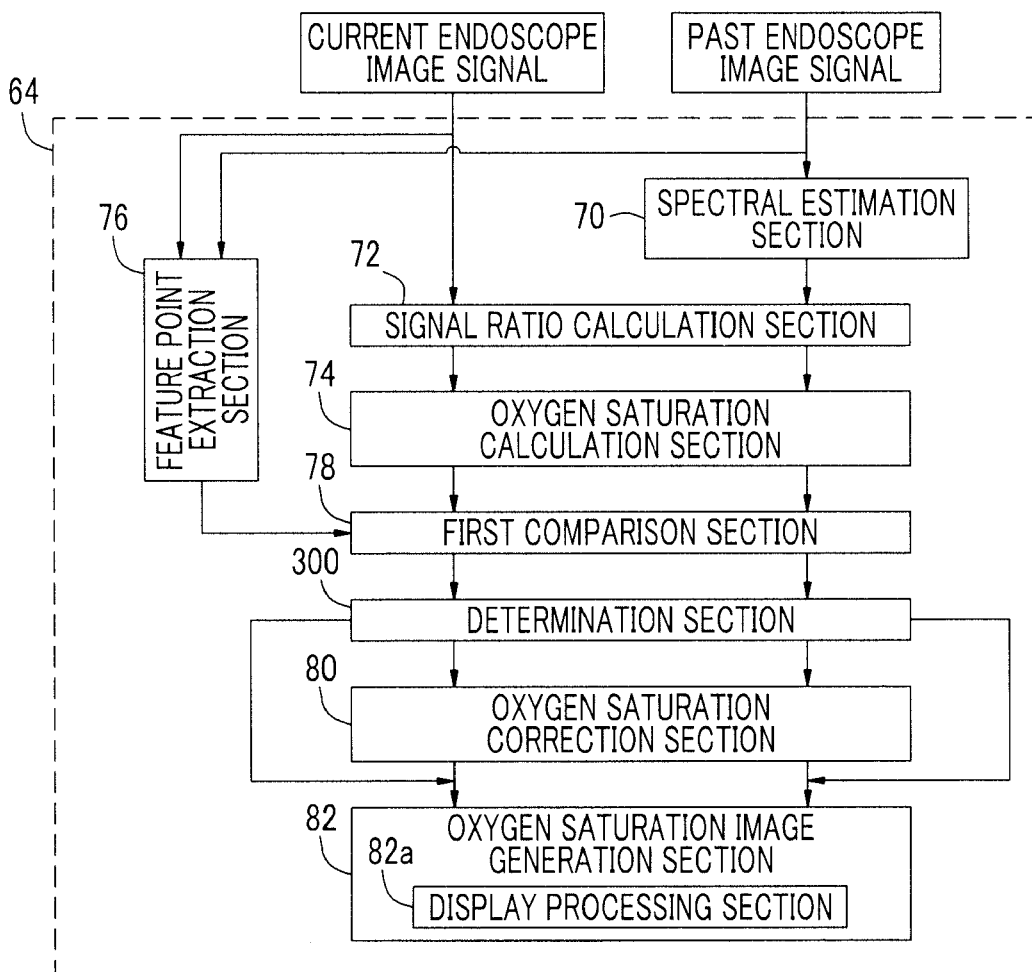 CURRENT ENDOSCOPE
IMAGE SIGNAL
PAST ENDOSCOPE
IMAGE SIGNAL
64
70
SPECTRAL ESTIMATION
SECTION
76
FEATURE POINT
EXTRACTION
SECTION
72
SIGNAL RATIO CALCULATION SECTION
74
OXYGEN SATURATION
CALCULATION SECTION
78
FIRST COMPARISON SECTION
300
DETERMINATION SECTION
80
OXYGEN SATURATION
CORRECTION SECTION
82
OXYGEN SATURATION IMAGE
GENERATION SECTION
82a
DISPLAY PROCESSING SECTION